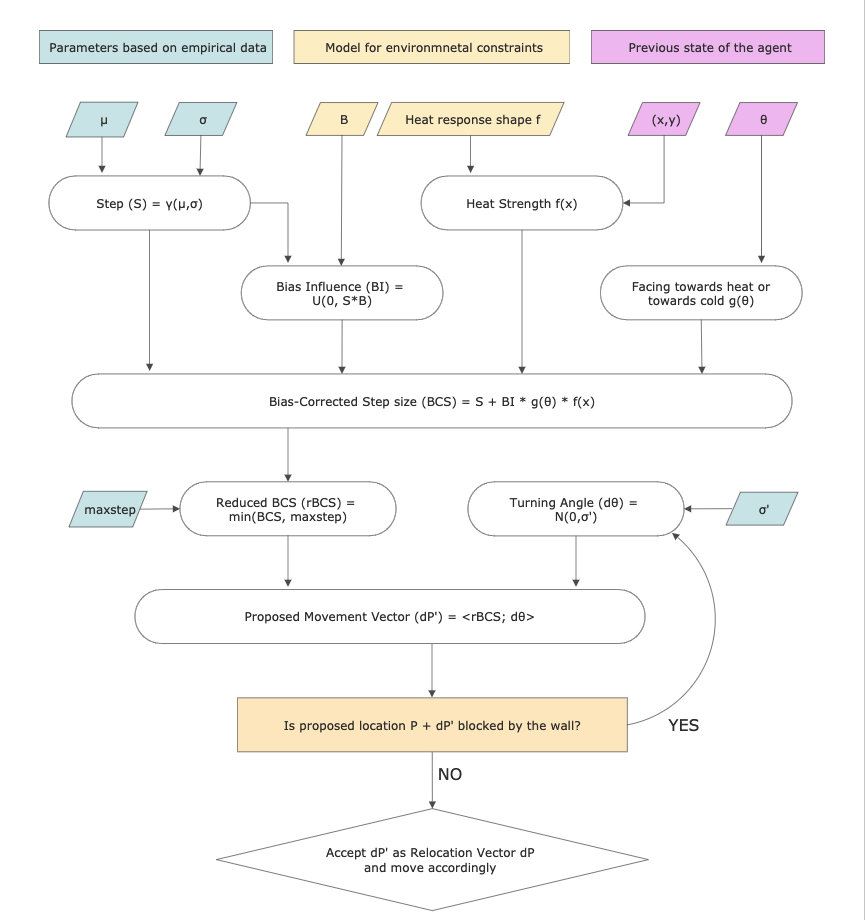 Parameters based on empirical data
Model for environmnetal constraints
Previous state of the agent
μ
σ
B
Heat response shape f
(x,y)
θ
Step (S) = γ(μ,σ)
Heat Strength f(x)
Bias Influence (BI) =
U(0, S*B)
Facing towards heat or
towards cold g(θ)
Bias-Corrected Step size (BCS) = S + BI * g(θ) * f(x)
maxstep
Reduced BCS (rBCS) =
min(BCS, maxstep)
Turning Angle (dθ) =
N(0,σ')
σ'
Proposed Movement Vector (dP') = <rBCS; dθ>
Is proposed location P + dP' blocked by the wall?
YES
NO
Accept dP' as Relocation Vector dP
and move accordingly